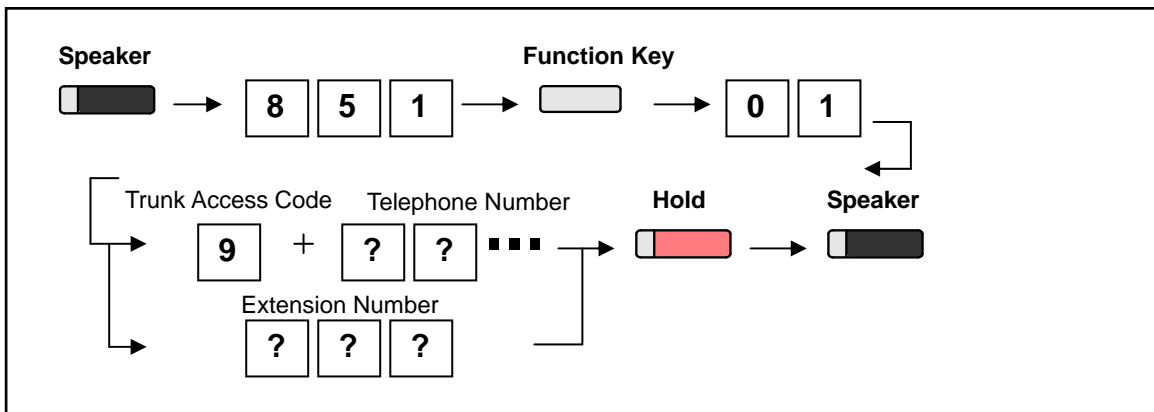 Speaker Function Key
8 5 1 0 1
Trunk Access Code Telephone Number Hold Speaker
9 + ? ? ...
Extension Number
? ? ?